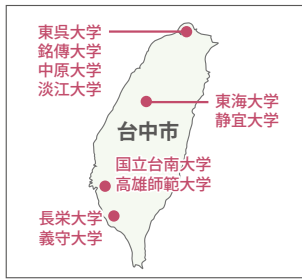 東呉大学
銘傳大学
中原大学
淡江大学
東海大学
静宜大学
台中市
国立台南大学
高雄師範大学
長栄大学
義守大学